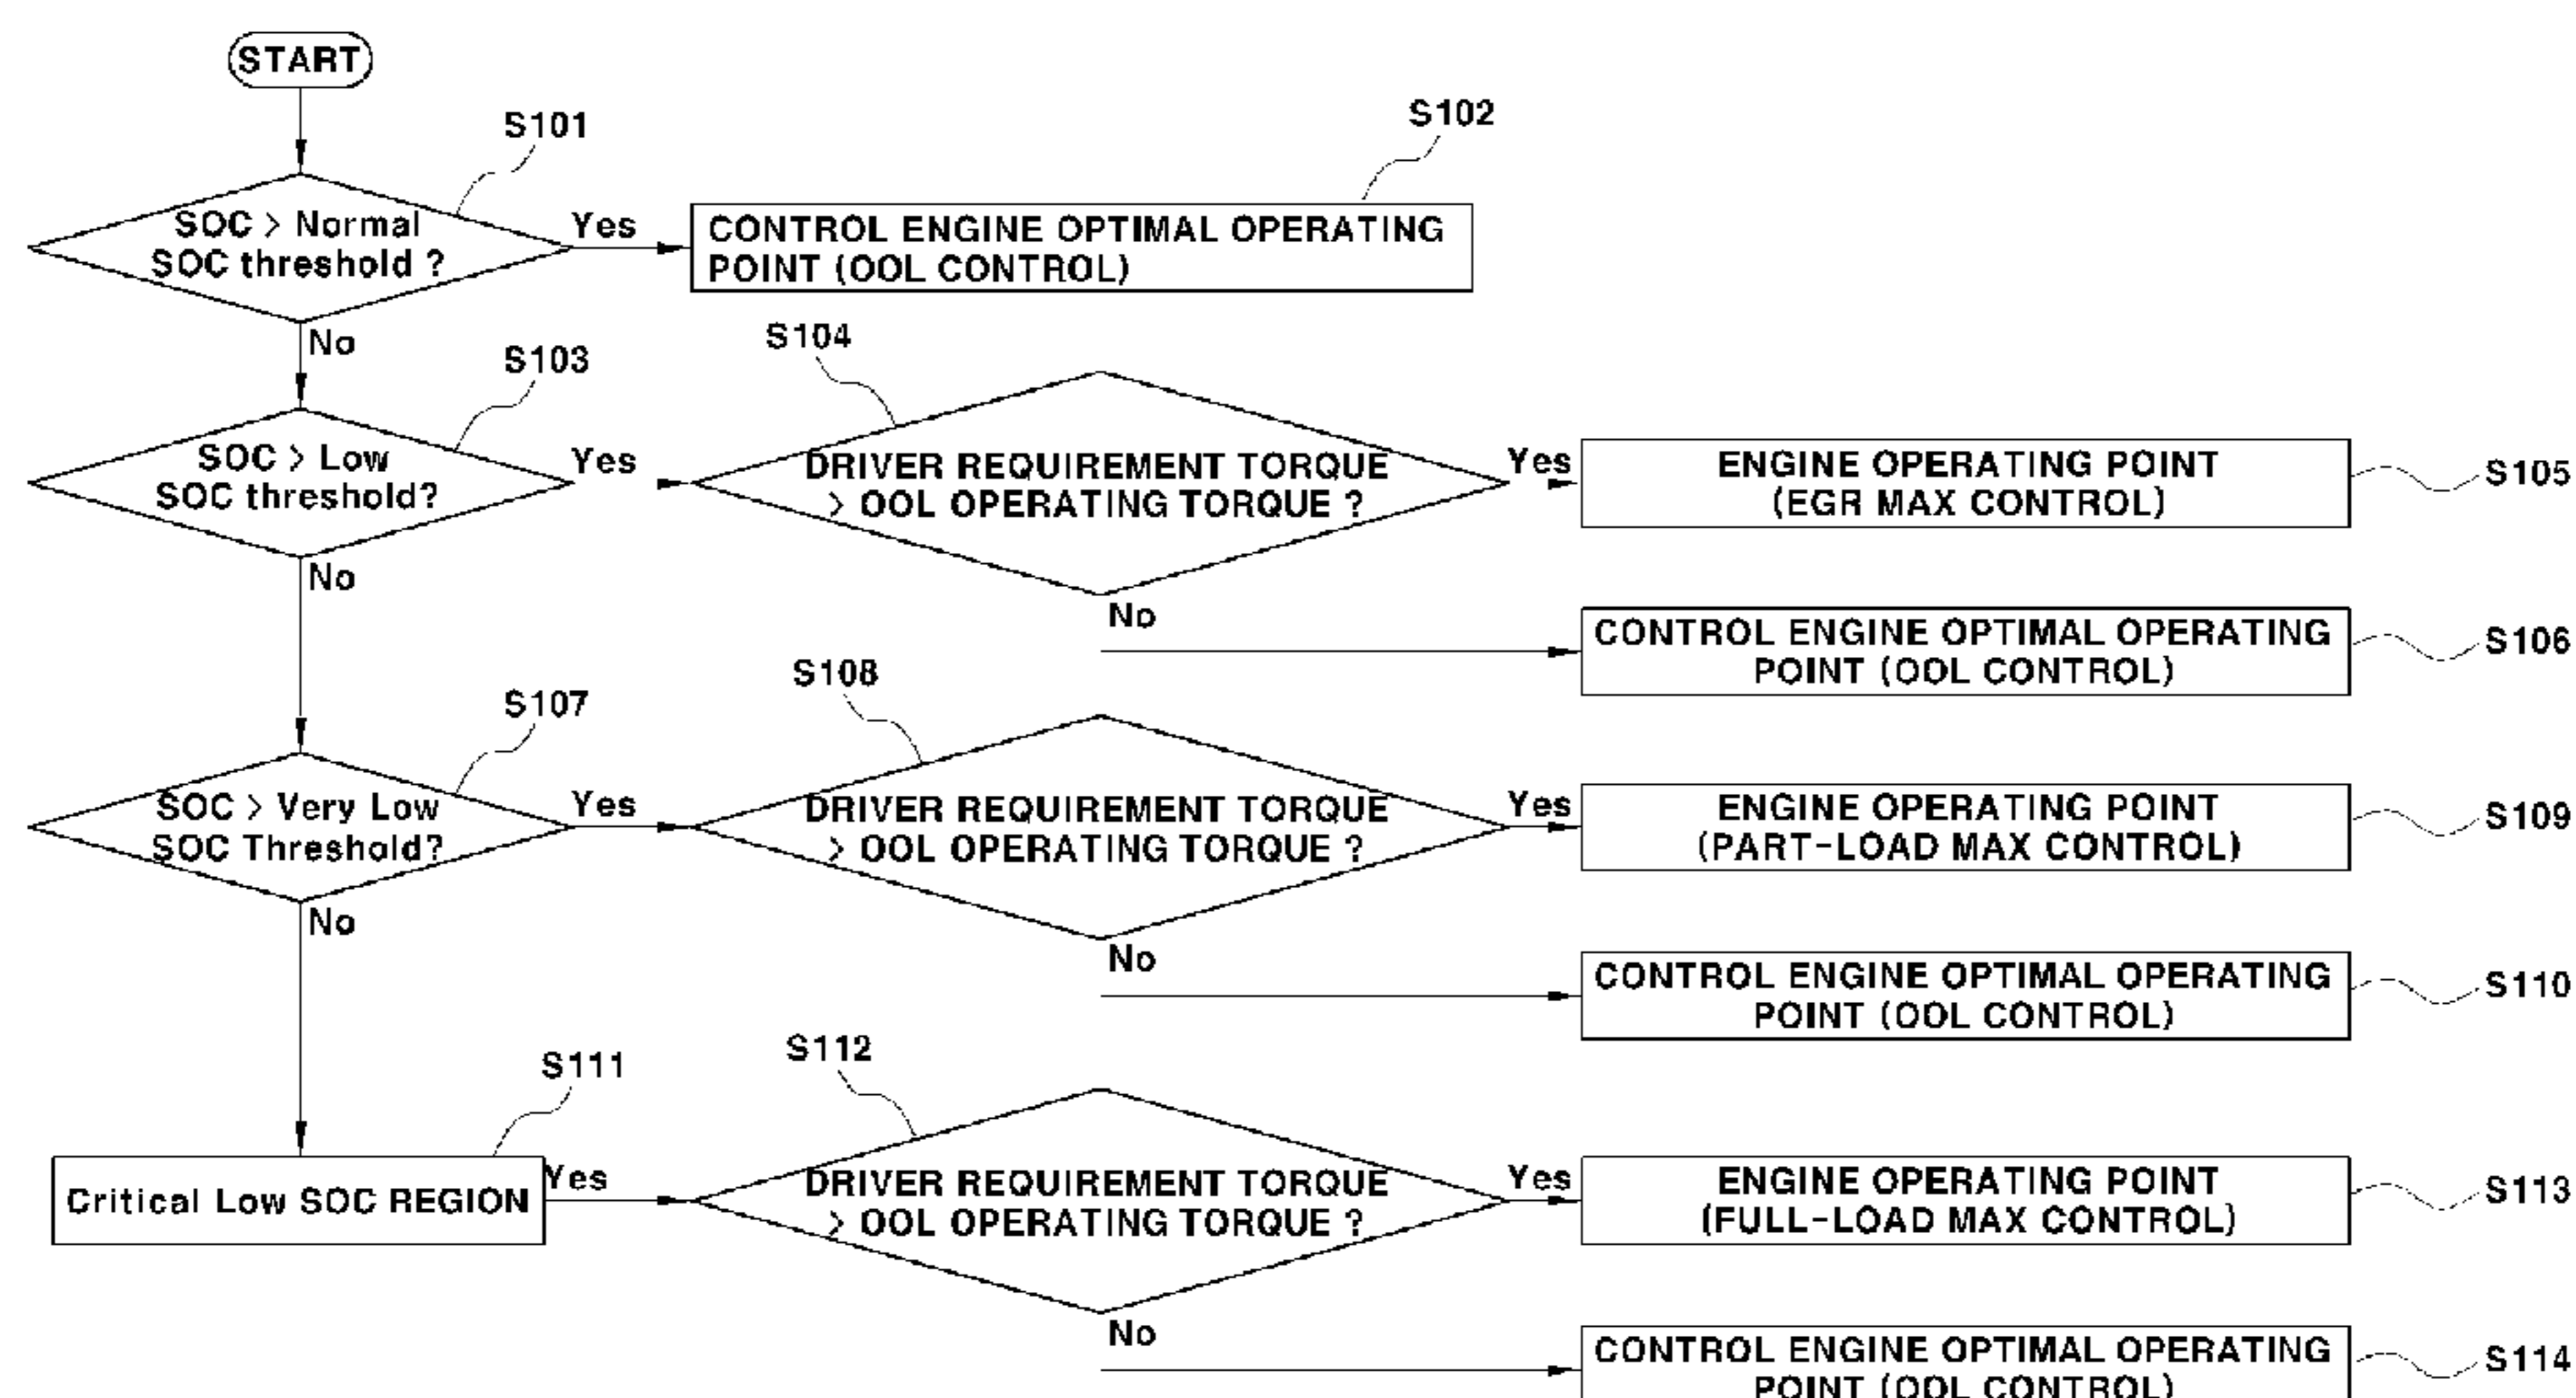 START
S101
S102
SOC > Normal
SOC threshold ?
Yes
CONTROL ENGINE OPTIMAL OPERATING
POINT (OOL CONTROL)
No
S103
S104
SOC > Low
SOC threshold?
Yes
DRIVER REQUIREMENT TORQUE
> OOL OPERATING TORQUE ?
Yes
ENGINE OPERATING POINT
(EGR MAX CONTROL)
S105
No
No
CONTROL ENGINE OPTIMAL OPERATING
POINT (OOL CONTROL)
S106
S107
S108
SOC > Very Low
SOC Threshold?
Yes
DRIVER REQUIREMENT TORQUE
> OOL OPERATING TORQUE ?
Yes
ENGINE OPERATING POINT
(PART-LOAD MAX CONTROL)
S109
No
No
CONTROL ENGINE OPTIMAL OPERATING
POINT (OOL CONTROL)
S110
S111
S112
Critical Low SOC REGION
Yes
DRIVER REQUIREMENT TORQUE
> OOL OPERATING TORQUE ?
Yes
ENGINE OPERATING POINT
(FULL-LOAD MAX CONTROL)
S113
No
CONTROL ENGINE OPTIMAL OPERATING
POINT (OOL CONTROL)
S114